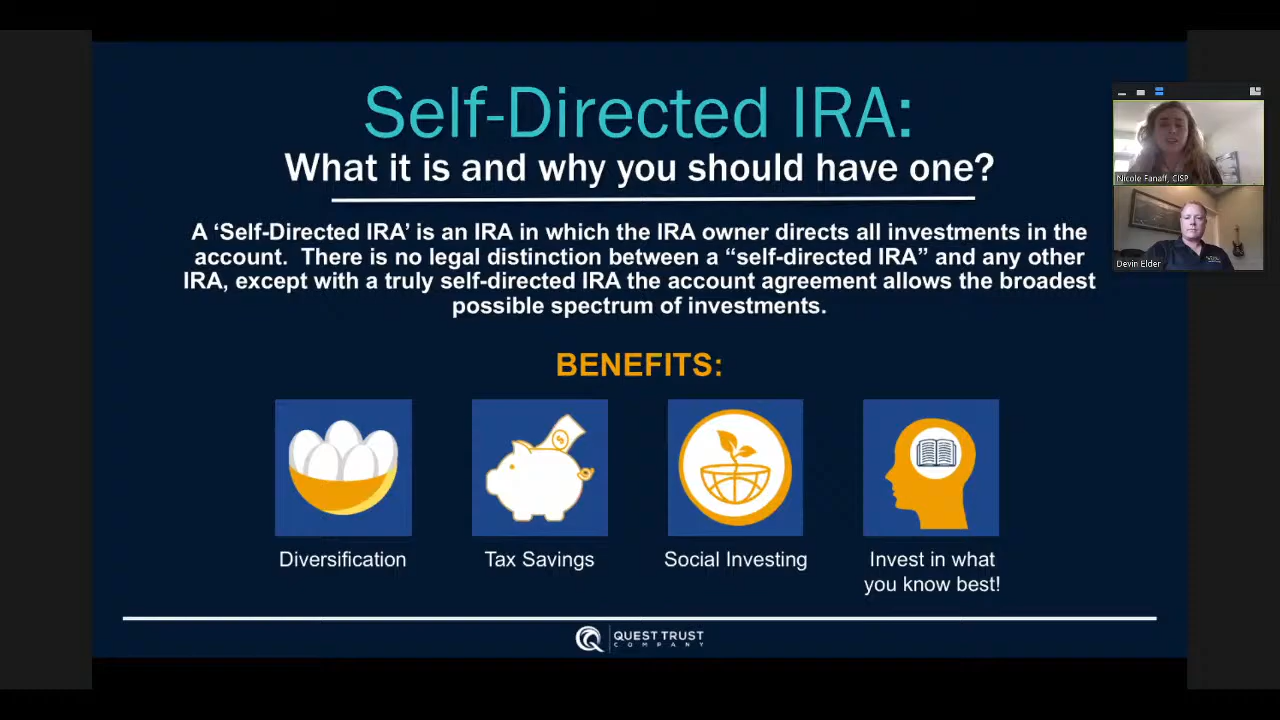 Self-Directed IRA:
What it is and why you should have one?
A ‘Self-Directed IRA’ is an IRA in which the IRA owner directs all investments in the
account.  There is no legal distinction between a “self-directed IRA” and any other
IRA, except with a truly self-directed IRA the account agreement allows the broadest
possible spectrum of investments.
BENEFITS:
Diversification
Tax Savings
Social Investing
Invest in what
you know best!
QUEST TRUST
COMPANY
Nicole Fanaff, CISP
Devin Elder